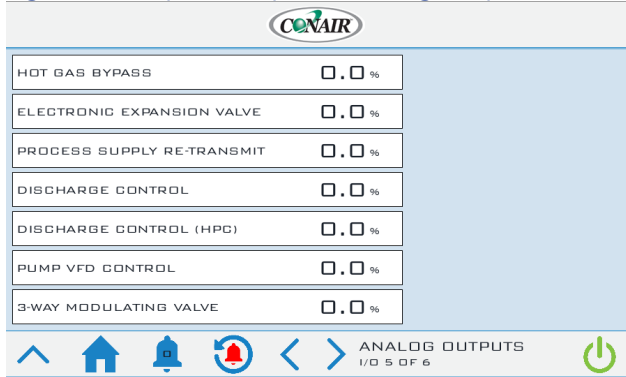 CONAIR
HOT GAS BYPASS 0.0 %
ELECTRONIC EXPANSION VALVE 0.0 %
PROCESS SUPPLY RE-TRANSMIT 0.0 %
DISCHARGE CONTROL 0.0 %
DISCHARGE CONTROL (HPC) 0.0 %
PUMP VFD CONTROL 0.0 %
3-WAY MODULATING VALVE 0.0 %
0
ANALOG OUTPUTS
I/O 5 OF 6